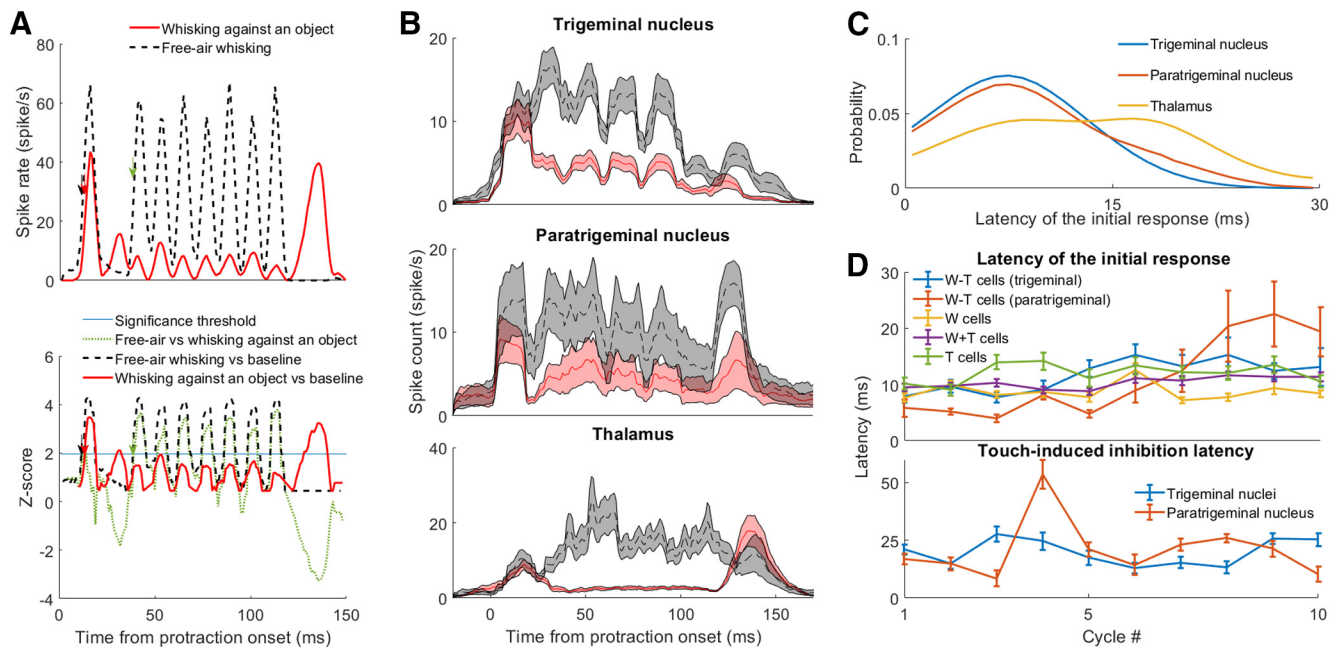 A
Whisking against an object
Free-air whisking
80
60
40
20
0
Spike rate (spike/s)
Significance threshold
Free-air vs whisking against an object
Free-air whisking vs baseline
Whisking against an object vs baseline
6
4
2
0
-2
-4
Z-score
0
50
100
150
Time from protraction onset (ms)
B
Trigeminal nucleus
20
10
0
Paratrigeminal nucleus
20
10
0
Spike count (spike/s)
Thalamus
40
20
0
0
50
100
150
Time from protraction onset (ms)
C
0.1
0.05
0
Probability
Trigeminal nucleus
Paratrigeminal nucleus
Thalamus
0
15
30
Latency of the initial response (ms)
D
Latency of the initial response
30
20
10
0
W-T cells (trigeminal)
W-T cells (paratrigeminal)
W cells
W+T cells
T cells
Latency (ms)
Touch-induced inhibition latency
50
25
0
Trigeminal nuclei
Paratrigeminal nucleus
1
5
10
Cycle #